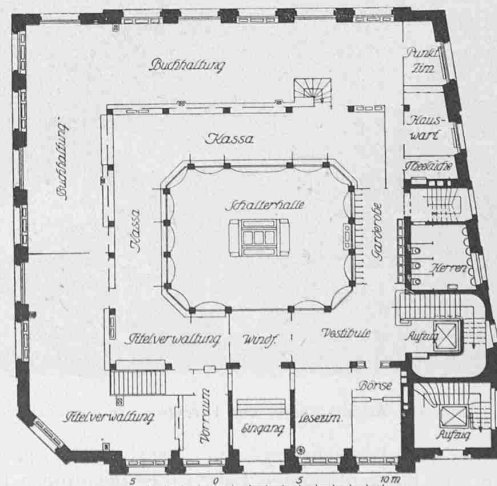 Buchhaltung
Punkt
Zim.
Haus-
wart
Theeküche
Kassa
Buchhaltung
Kassa
Schalterhalle
Garderobe
Herren
Titelverwaltung
Windf.
Vestibule
Aufzug
Titelverwaltung
Vorraum
Eingang
Lesezim.
Börse
Aufzug
5 0 5 10 m